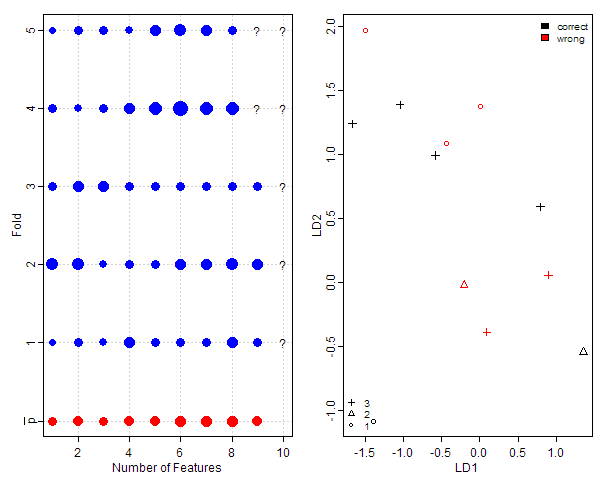 5 ? ?
4 ? ?
3 ?
2 ?
1 ?
p̅
Fold
2 4 6 8 10
Number of Features
correct
wrong
2.0
1.5
1.0
0.5
0.0
-0.5
-1.0
LD2
3
2
1
-1.5 -1.0 -0.5 0.0 0.5 1.0
LD1